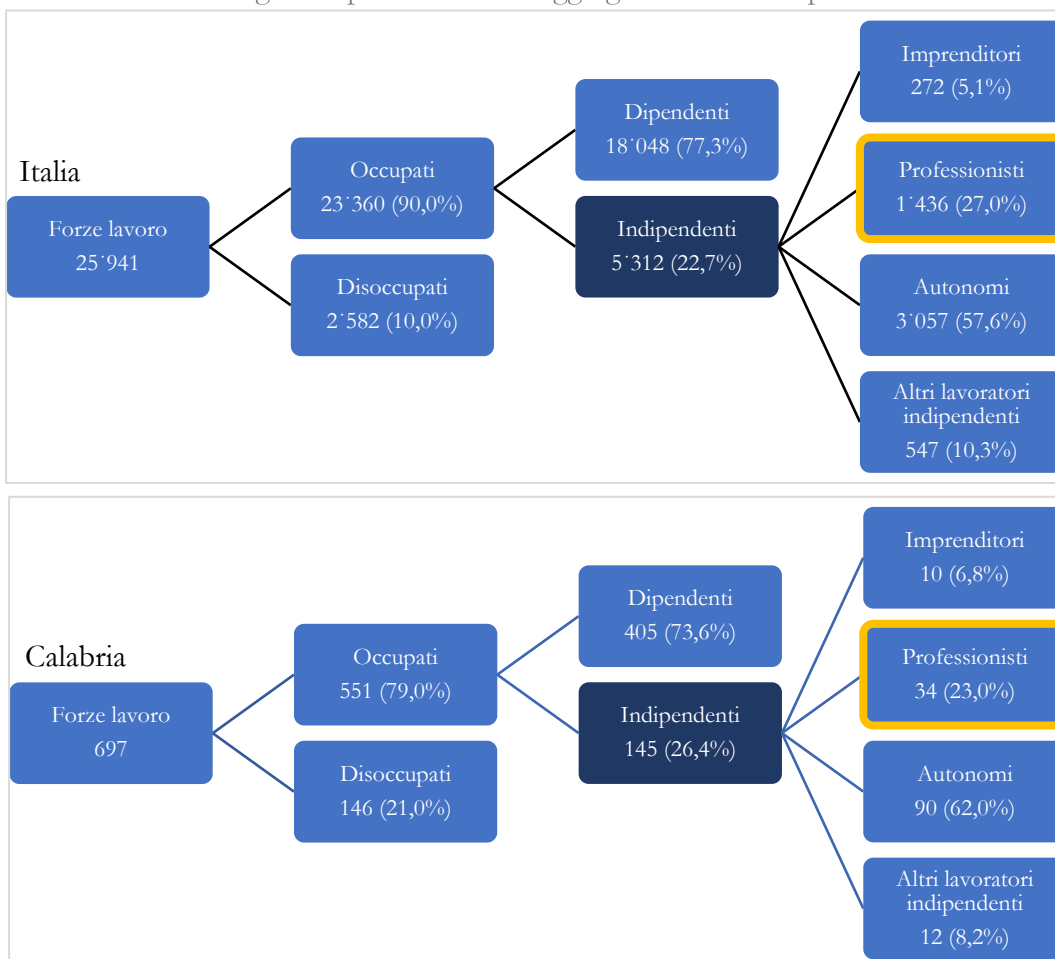 Italia
Forze lavoro
25˙941
Occupati
23˙360 (90,0%)
Disoccupati
2˙582 (10,0%)
Dipendenti
18˙048 (77,3%)
Indipendenti
5˙312 (22,7%)
Imprenditori
272 (5,1%)
Professionisti
1˙436 (27,0%)
Autonomi
3˙057 (57,6%)
Altri lavoratori
indipendenti
547 (10,3%)
Calabria
Forze lavoro
697
Occupati
551 (79,0%)
Disoccupati
146 (21,0%)
Dipendenti
405 (73,6%)
Indipendenti
145 (26,4%)
Imprenditori
10 (6,8%)
Professionisti
34 (23,0%)
Autonomi
90 (62,0%)
Altri lavoratori
indipendenti
12 (8,2%)